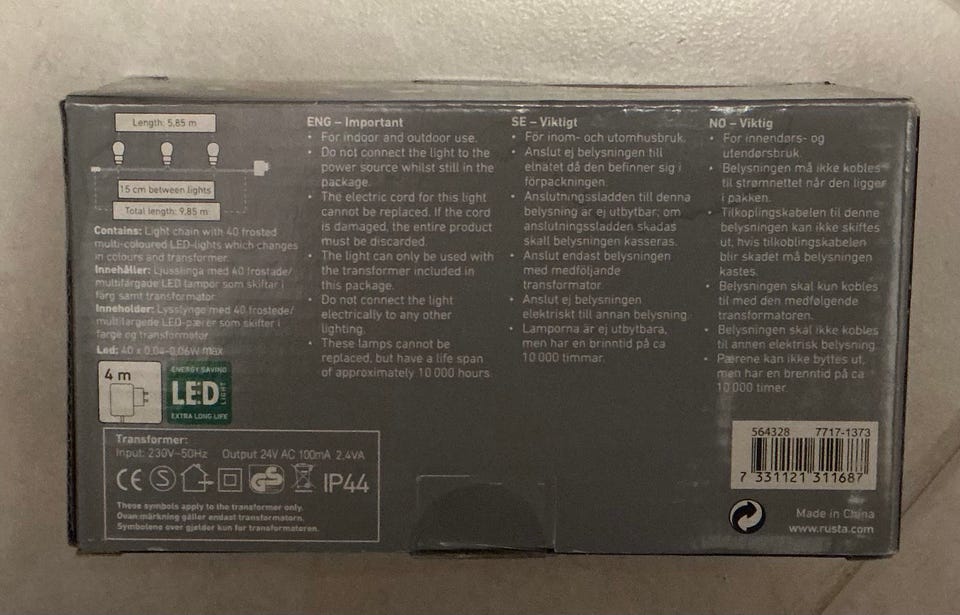 Length: 5,85 m
15 cm between lights
Total length: 9,85 m
Contains: Light chain with 40 frosted
multi-coloured LED-lights which changes
in colours and transformer.
Innehåller: Ljusslinga med 40 frostade/
multifärgade LED lampor som skiftar i
färg samt transformator.
Inneholder: Lysslynge med 40 frostede/
multifargede LED-pærer som skifter i
farge og transformator
Led: 40 x 0,04-0,06W max
4 m
ENERGY SAVING
LED
LIGHT
EXTRA LONG LIFE
Transformer:
Input: 230V~50Hz Output 24V AC 100mA 2,4VA
CE S GS IP44
These symbols apply to the transformer only.
Ovan märkning gäller endast transformatorn.
Symbolene over gjelder kun for transformatoren.
ENG – Important
• For indoor and outdoor use.
• Do not connect the light to the
power source whilst still in the
package.
• The electric cord for this light
cannot be replaced. If the cord
is damaged, the entire product
must be discarded.
• The light can only be used with
the transformer included in
this package.
• Do not connect the light
electrically to any other
lighting.
• These lamps cannot be
replaced, but have a life span
of approximately 10 000 hours.
SE – Viktigt
• För inom- och utomhusbruk.
• Anslut ej belysningen till
elnätet då den befinner sig i
förpackningen.
• Anslutningssladden till denna
belysning är ej utbytbar, om
anslutningssladden skadas
skall belysningen kasseras.
• Anslut endast belysningen
med medföljande
transformator.
• Anslut ej belysningen
elektriskt till annan belysning.
• Lamporna är ej utbytbara,
men har en brinntid på ca
10 000 timmar.
NO – Viktig
• For innendørs- og
utendørsbruk
• Belysningen må ikke kobles
til strømnettet når den ligger
i pakken.
• Tilkoplingskabelen til denne
belysningen kan ikke skiftes
ut, hvis tilkoblingskabelen
blir skadet må belysningen
kastes.
• Belysningen skal kun kobles
til med den medfølgende
transformatoren.
• Belysningen skal ikke kobles
til annen elektrisk belysning.
• Pærene kan ikke byttes ut,
men har en brenntid på ca
10 000 timer.
564328 7717-1373
7 331121 311687
Made in China
www.rusta.com